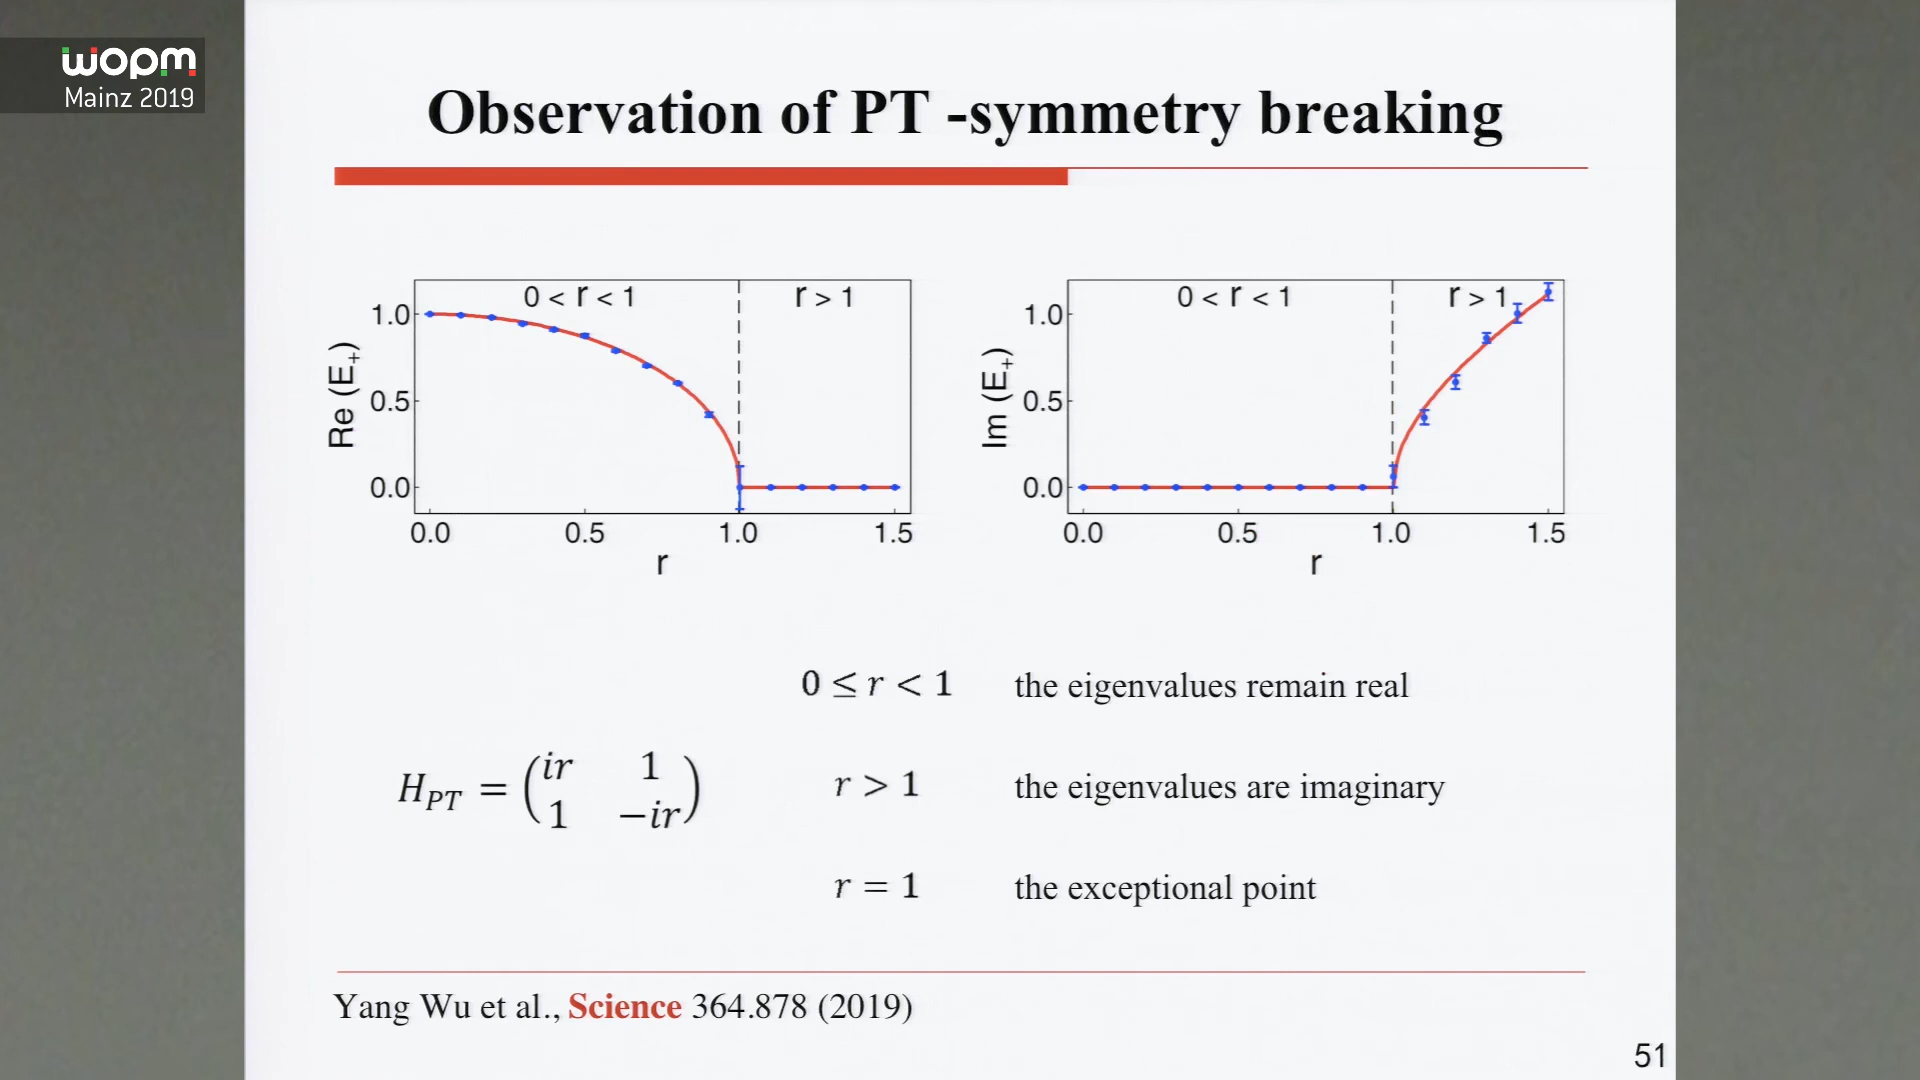 wopm
Mainz 2019
Observation of PT -symmetry breaking
0 < r < 1
r > 1
1.0
0.5
0.0
Re (E+)
0.0 0.5 1.0 1.5
r
0 < r < 1
r > 1
1.0
0.5
0.0
Im (E+)
0.0 0.5 1.0 1.5
r
0 ≤ r < 1 the eigenvalues remain real
H_PT = (ir 1
1 −ir)
r > 1 the eigenvalues are imaginary
r = 1 the exceptional point
Yang Wu et al., Science 364.878 (2019)
51